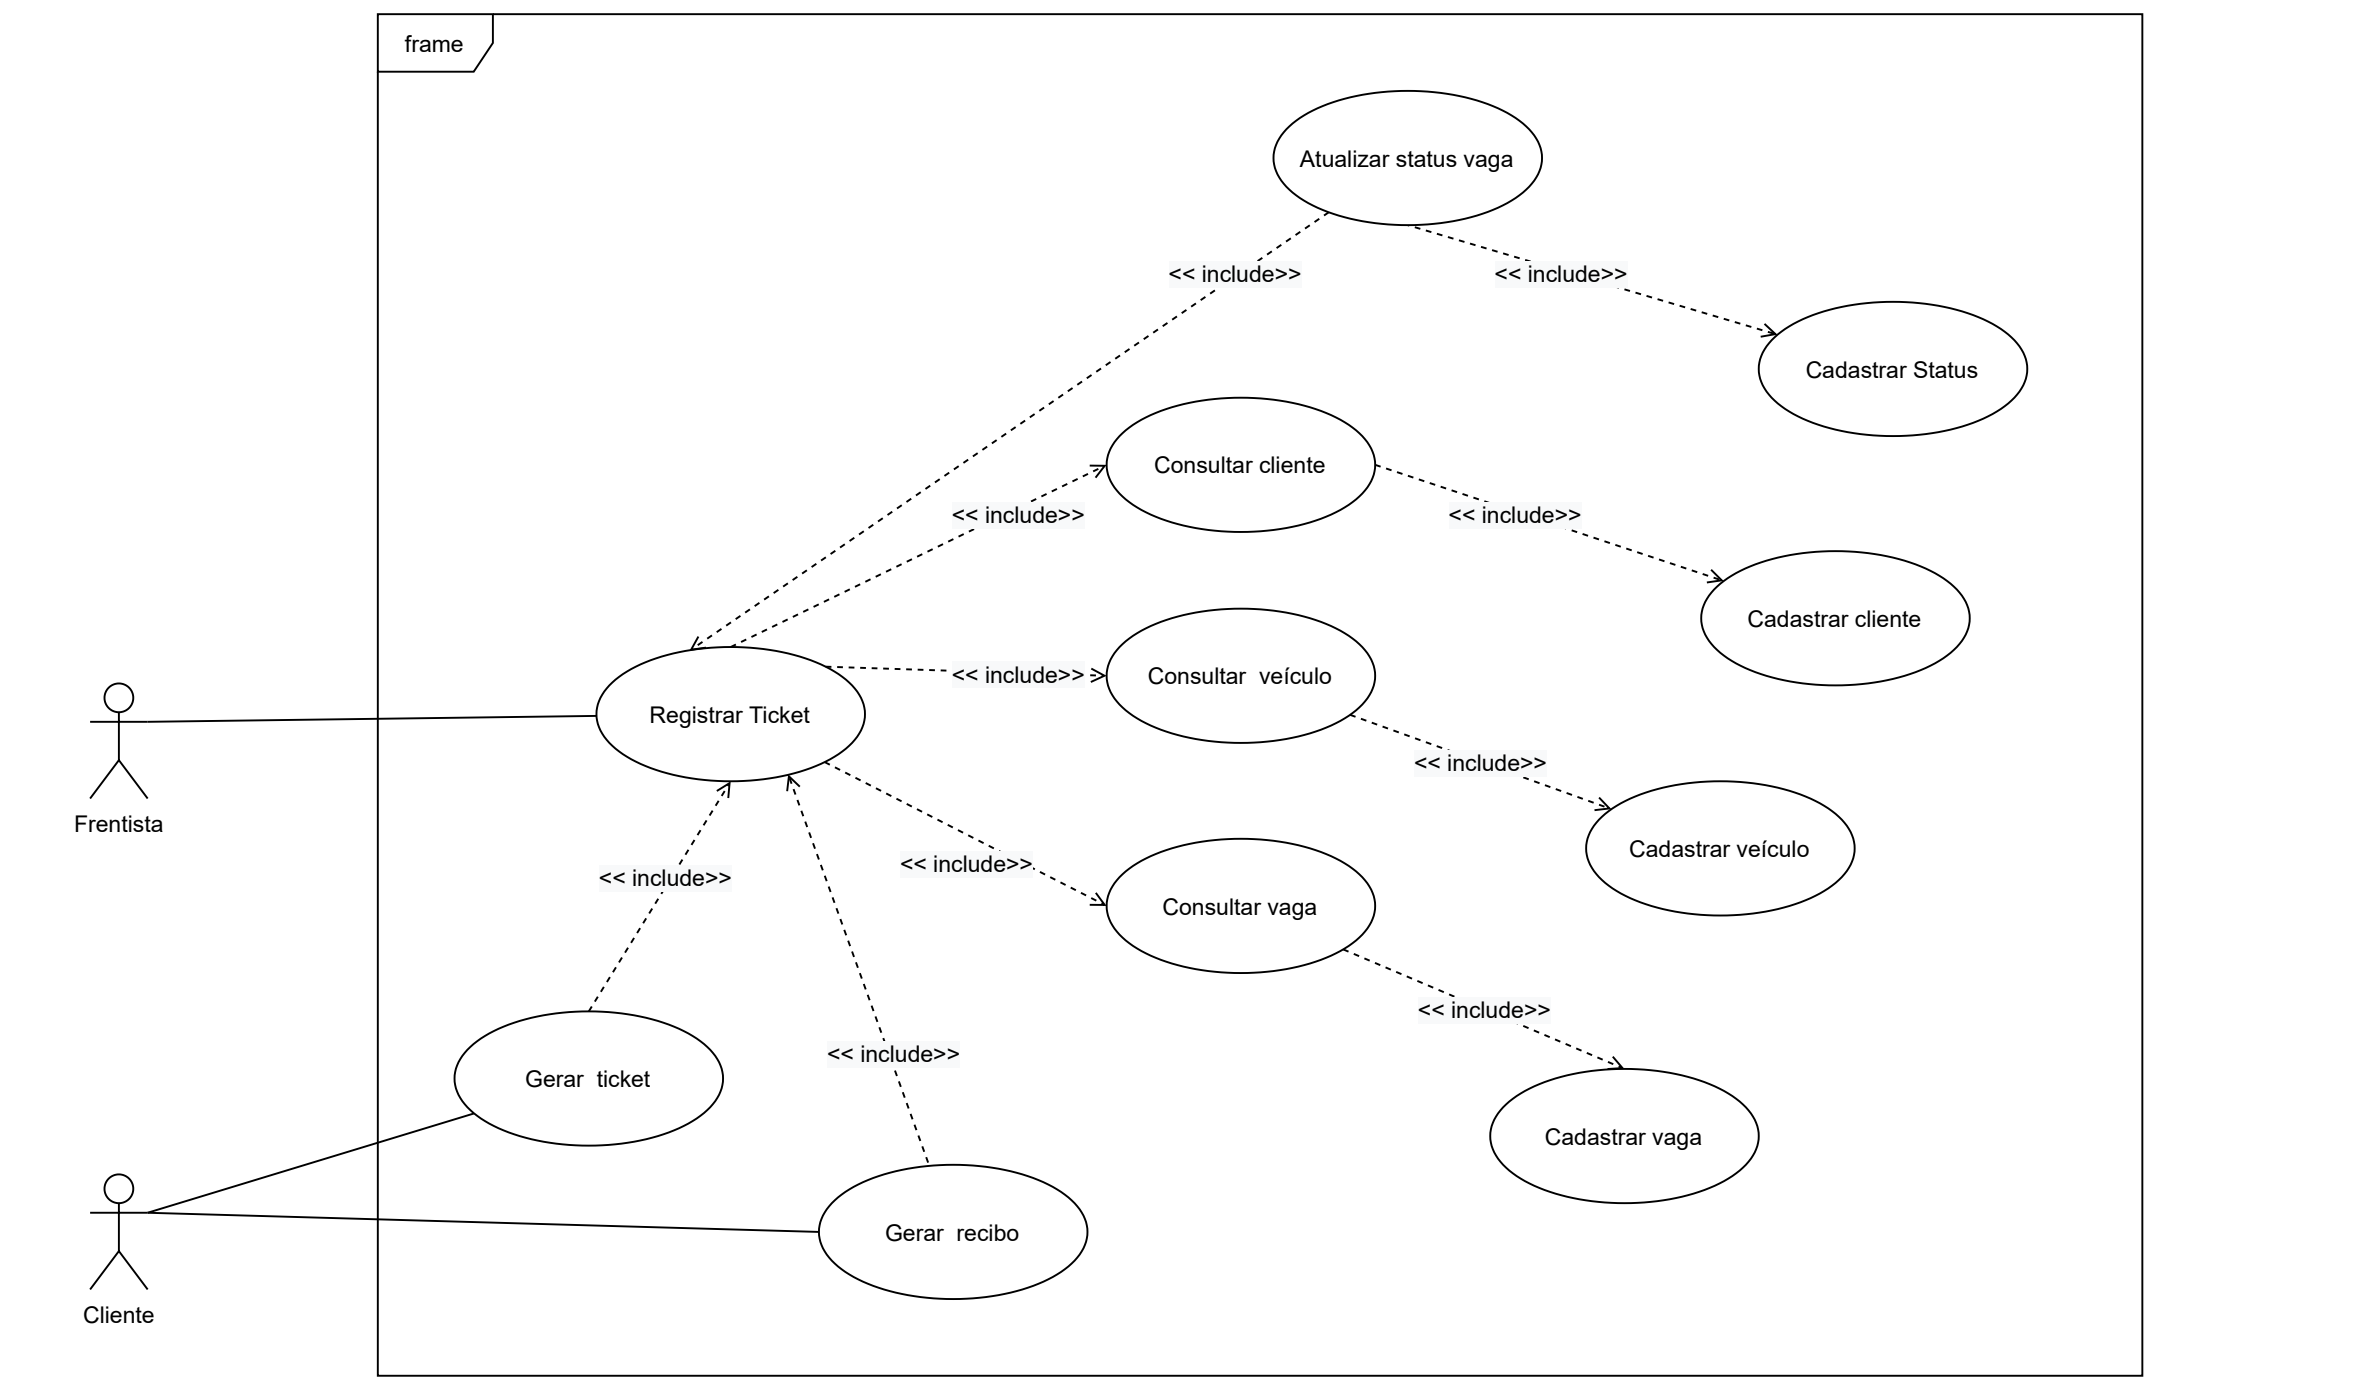 frame
Atualizar status vaga
<< include>>
<< include>>
Cadastrar Status
Consultar cliente
<< include>>
<< include>>
Cadastrar cliente
Consultar  veículo
<< include>>
Registrar Ticket
<< include>>
Frentista
Cadastrar veículo
<< include>>
<< include>>
Consultar vaga
<< include>>
<< include>>
Gerar  ticket
Cadastrar vaga
Gerar  recibo
Cliente